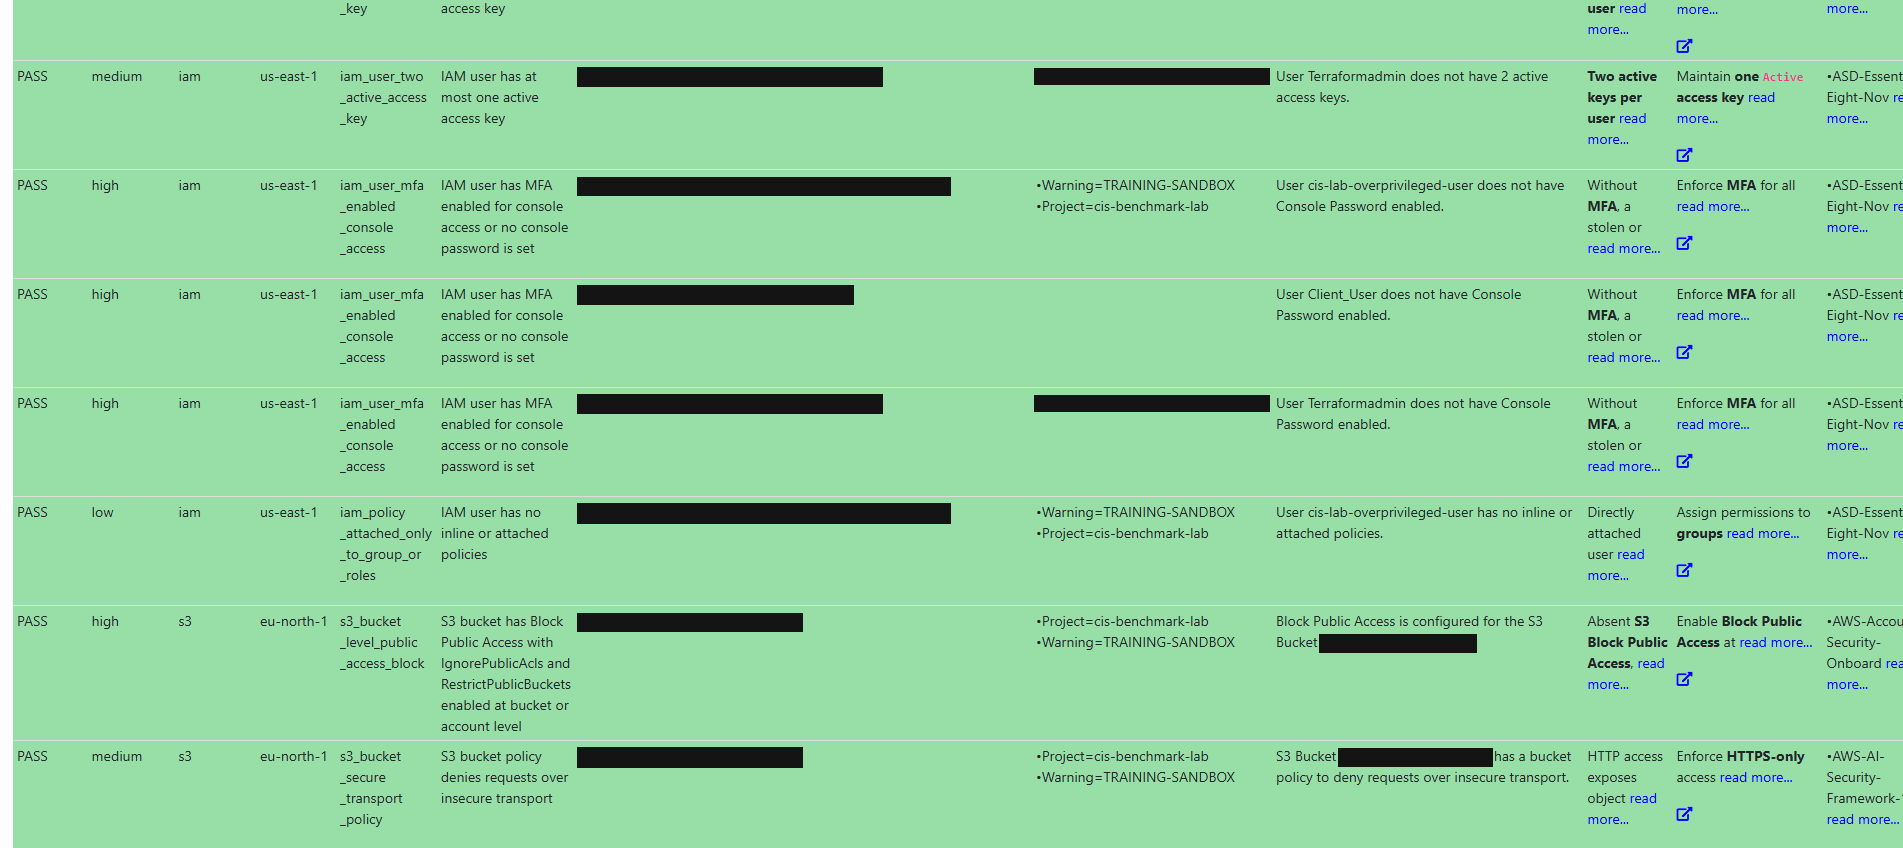 _key access key user read more... more...
more...
PASS medium iam us-east-1 iam_user_two IAM user has at User Terraformadmin does not have 2 active Two active Maintain one Active •ASD-Essent
_active_access most one active access keys. keys per access key read Eight-Nov re
_key access key user read more... more...
more...
PASS high iam us-east-1 iam_user_mfa IAM user has MFA •Warning=TRAINING-SANDBOX User cis-lab-overprivileged-user does not have Without Enforce MFA for all •ASD-Essent
_enabled enabled for console •Project=cis-benchmark-lab Console Password enabled. MFA, a read more... Eight-Nov re
_console access or no console stolen or more...
_access password is set read more...
PASS high iam us-east-1 iam_user_mfa IAM user has MFA User Client_User does not have Console Without Enforce MFA for all •ASD-Essent
_enabled enabled for console Password enabled. MFA, a read more... Eight-Nov re
_console access or no console stolen or more...
_access password is set read more...
PASS high iam us-east-1 iam_user_mfa IAM user has MFA User Terraformadmin does not have Console Without Enforce MFA for all •ASD-Essent
_enabled enabled for console Password enabled. MFA, a read more... Eight-Nov re
_console access or no console stolen or more...
_access password is set read more...
PASS low iam us-east-1 iam_policy IAM user has no •Warning=TRAINING-SANDBOX User cis-lab-overprivileged-user has no inline or Directly Assign permissions to •ASD-Essent
_attached_only inline or attached •Project=cis-benchmark-lab attached policies. attached groups read more... Eight-Nov re
_to_group_or policies user read more...
_roles more...
PASS high s3 eu-north-1 s3_bucket S3 bucket has Block •Project=cis-benchmark-lab Block Public Access is configured for the S3 Absent S3 Enable Block Public •AWS-Accou
_level_public Public Access with •Warning=TRAINING-SANDBOX Bucket Block Public Access at read more... Security-
_access_block IgnorePublicAcls and Access, read Onboard rea
RestrictPublicBuckets more... more...
enabled at bucket or
account level
PASS medium s3 eu-north-1 s3_bucket S3 bucket policy •Project=cis-benchmark-lab S3 Bucket has a bucket HTTP access Enforce HTTPS-only •AWS-AI-
_secure denies requests over •Warning=TRAINING-SANDBOX policy to deny requests over insecure transport. exposes access read more... Security-
_transport insecure transport object read Framework-
_policy more... read more...